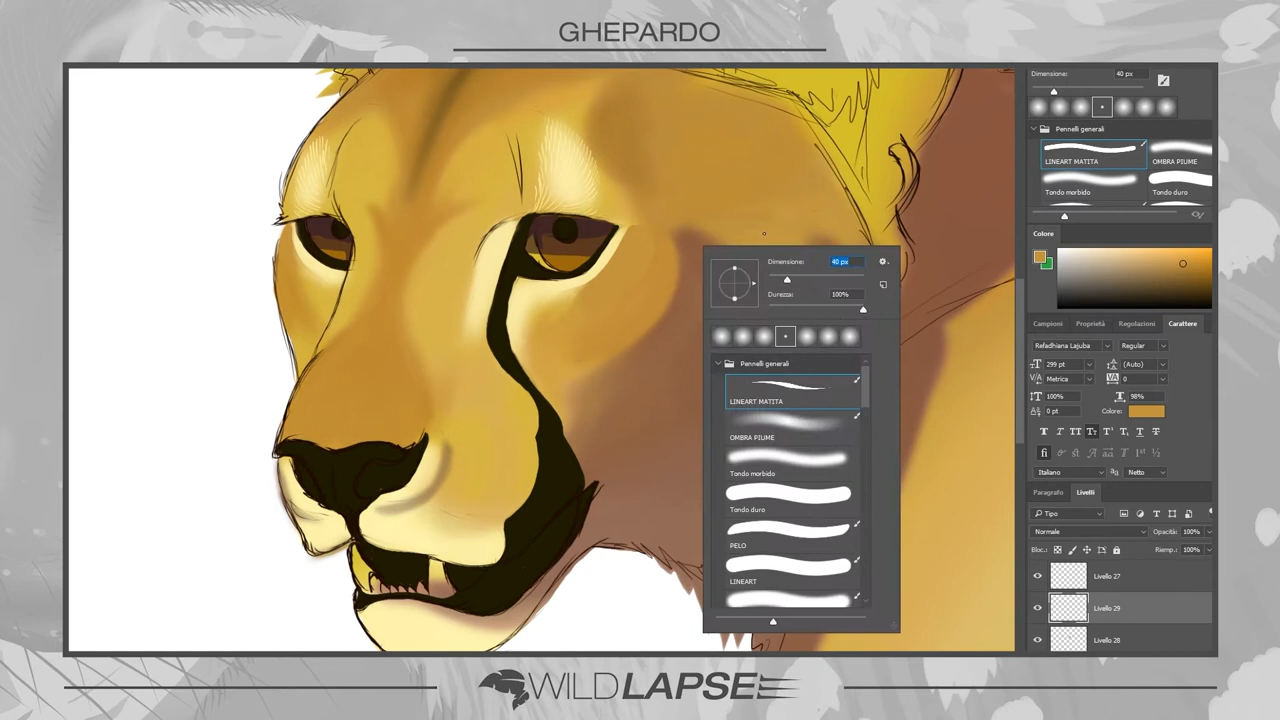 GHEPARDO
Dimensione: 40 px
Pennelli generali
LINEART MATITA
OMBRA PIUME
Tondo morbido
Tondo duro
Colore
Campioni
Proprietà
Regolazioni
Carattere
Refadhiana Lajuba
Regular
299 pt
(Auto)
Metrica
0
100%
98%
0 pt
Colore:
Italiano
Netto
Paragrafo
Livelli
Tipo
Normale
Opacità: 100%
Bloc.:
Riemp.: 100%
Livello 27
Livello 29
Livello 28
Dimensione: 40 px
Durezza: 100%
Pennelli generali
LINEART MATITA
OMBRA PIUME
Tondo morbido
Tondo duro
PELO
LINEART
WILDLAPSE